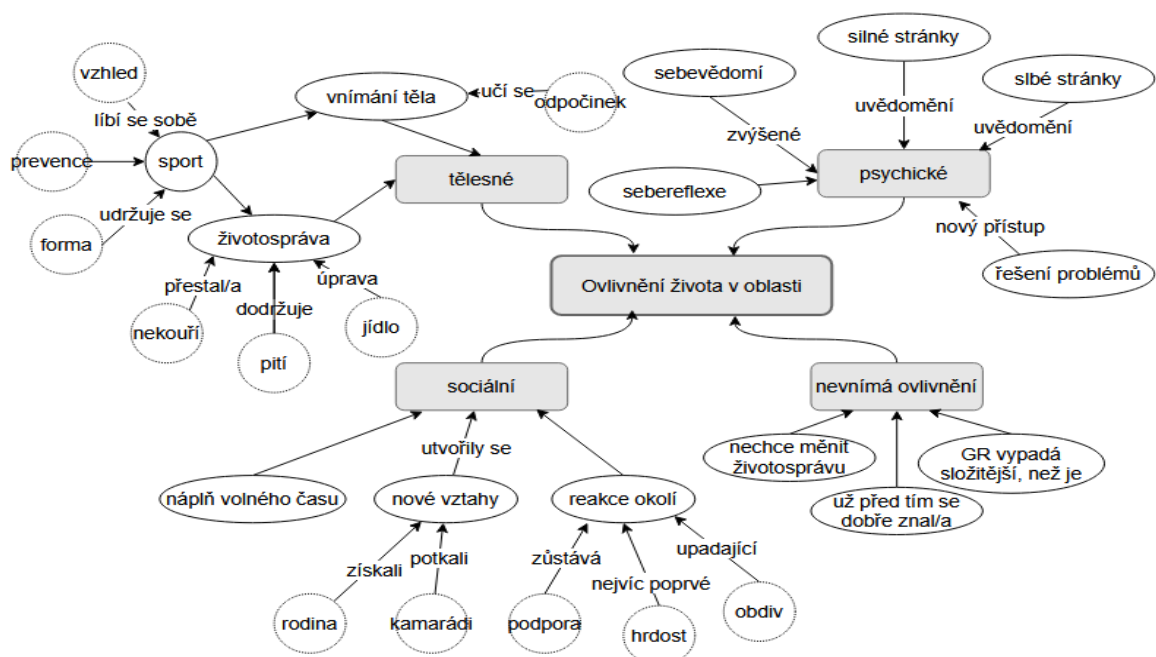 silné stránky
vzhled
sebevědomí
slbé stránky
vnímání těla
učí se
odpočinek
uvědomění
líbí se sobě
uvědomění
zvýšené
prevence
sport
tělesné
psychické
sebereflexe
udržuje se
nový přístup
forma
životospráva
řešení problémů
přestal/a
úprava
Ovlivnění života v oblasti
dodržuje
nekouří
jídlo
pití
sociální
nevnímá ovlivnění
utvořily se
nechce měnit
životosprávu
GR vypadá
složitější, než je
náplň volného času
nové vztahy
reakce okolí
už před tím se
dobře znal/a
získali
potkali
zůstává
upadající
nejvíc poprvé
rodina
kamarádi
podpora
hrdost
obdiv